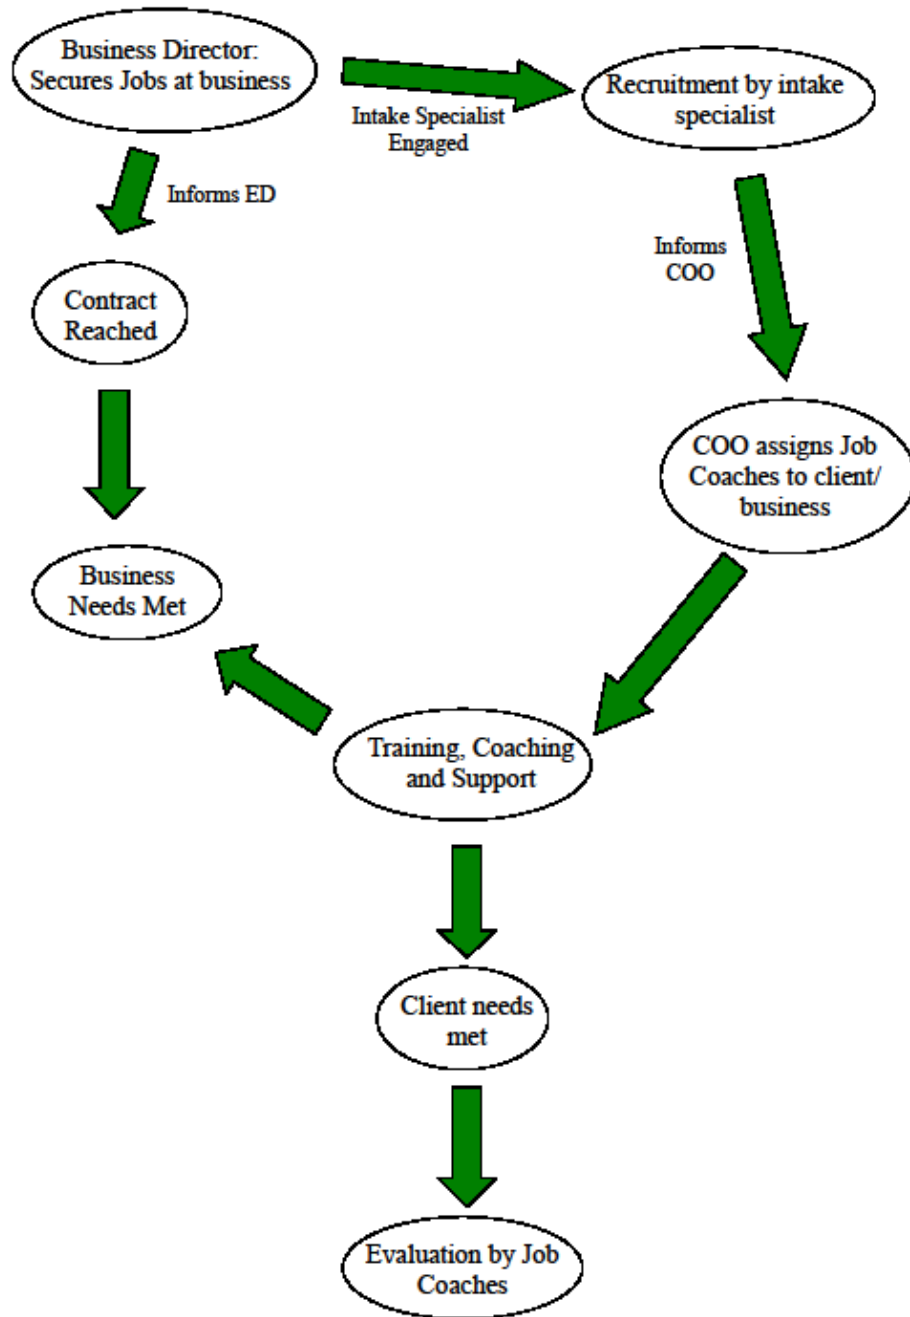 Business Director:
Secures Jobs at business
Intake Specialist
Engaged
Recruitment by intake
specialist
Informs ED
Informs
COO
Contract
Reached
COO assigns Job
Coaches to client/
business
Business
Needs Met
Training, Coaching
and Support
Client needs
met
Evaluation by Job
Coaches